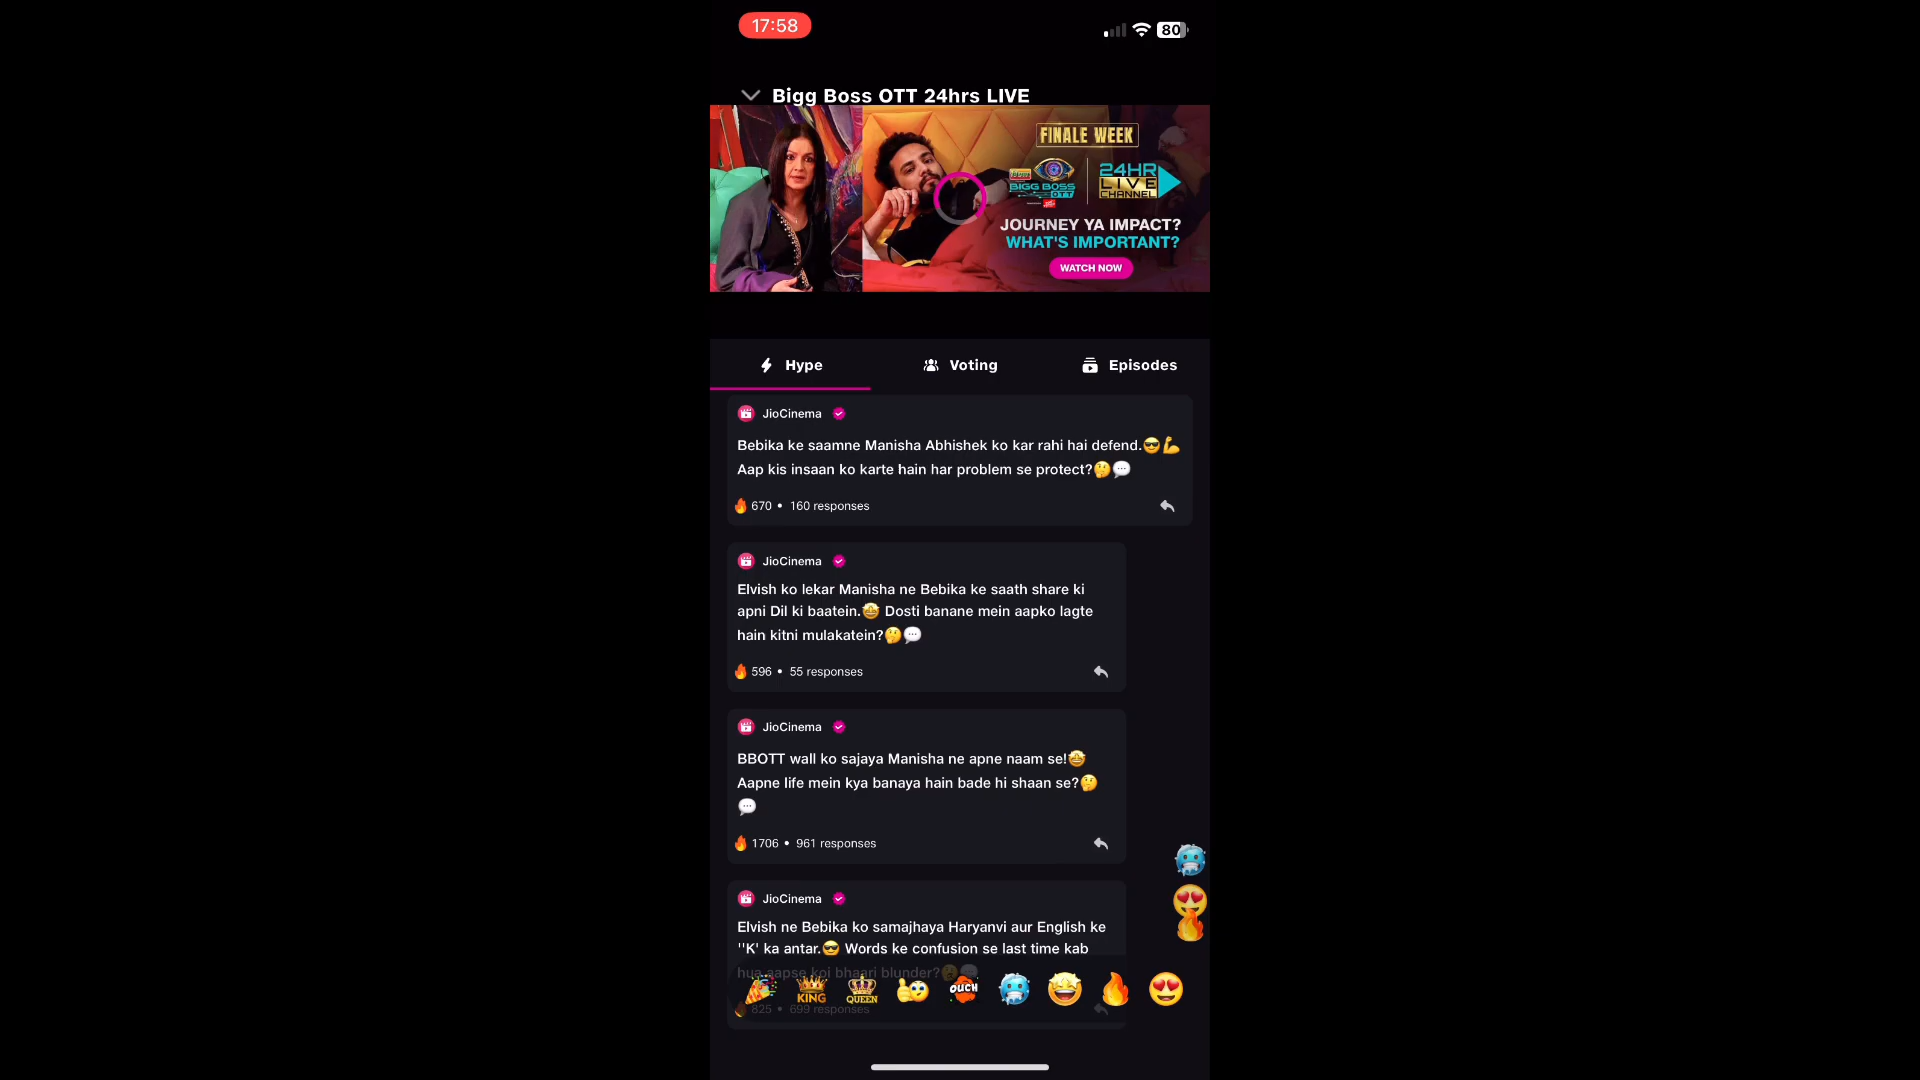 17:58
80
Bigg Boss OTT 24hrs LIVE
FINALE WEEK
BIGG BOSS
OTT
24HR
LIVE
CHANNEL
JOURNEY YA IMPACT?
WHAT'S IMPORTANT?
WATCH NOW
Hype
Voting
Episodes
JioCinema
Bebika ke saamne Manisha Abhishek ko kar rahi hai defend.😎💪
Aap kis insaan ko karte hain har problem se protect?🤔💬
🔥 670 • 160 responses
JioCinema
Elvish ko lekar Manisha ne Bebika ke saath share ki
apni Dil ki baatein.🤩 Dosti banane mein aapko lagte
hain kitni mulakatein?🤔💬
🔥 596 • 55 responses
JioCinema
BBOTT wall ko sajaya Manisha ne apne naam se!🤩
Aapne life mein kya banaya hain bade hi shaan se?🤔
💬
🔥 1706 • 961 responses
JioCinema
Elvish ne Bebika ko samajhaya Haryanvi aur English ke
''K' ka antar.😎 Words ke confusion se last time kab
hua aapse koi bhaari blunder?🤔💬
KING
QUEEN
OUCH
825 • 699 responses